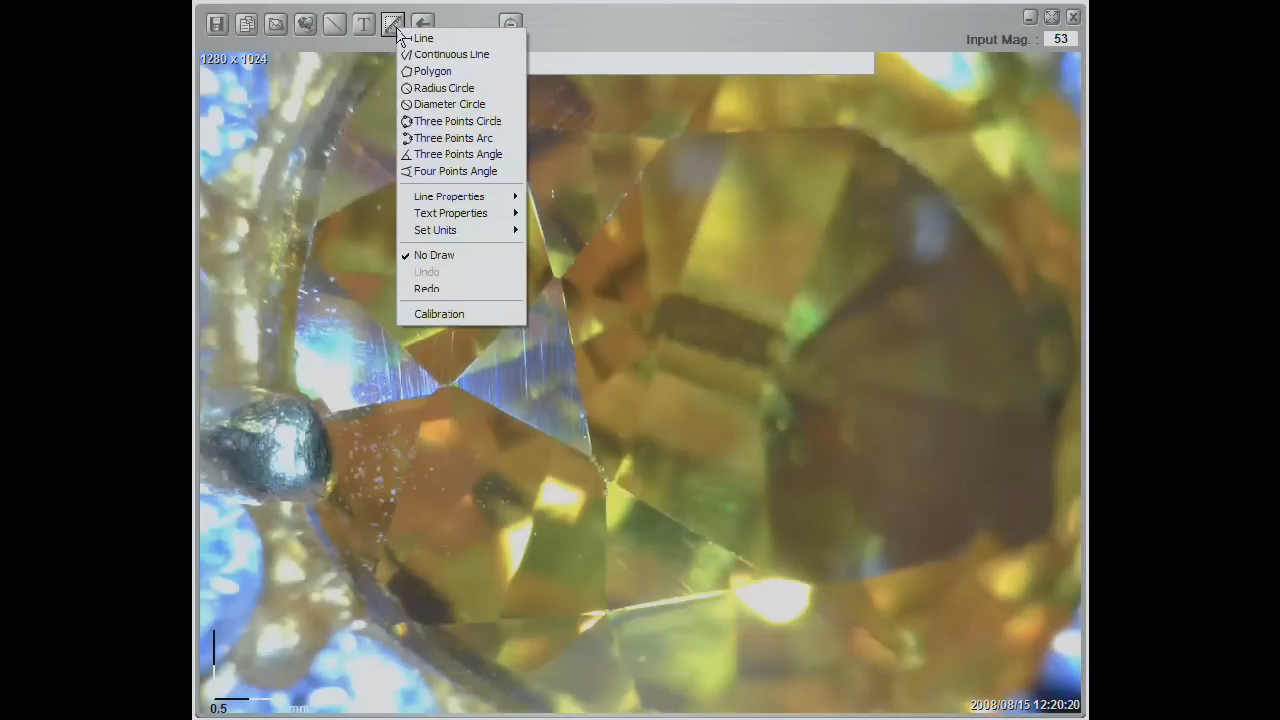 T
Input Mag. : 53
1280 x 1024
Line
Continuous Line
Polygon
Radius Circle
Diameter Circle
Three Points Circle
Three Points Arc
Three Points Angle
Four Points Angle
Line Properties
Text Properties
Set Units
No Draw
Undo
Redo
Calibration
0.5 mm
2008/08/15 12:20:20